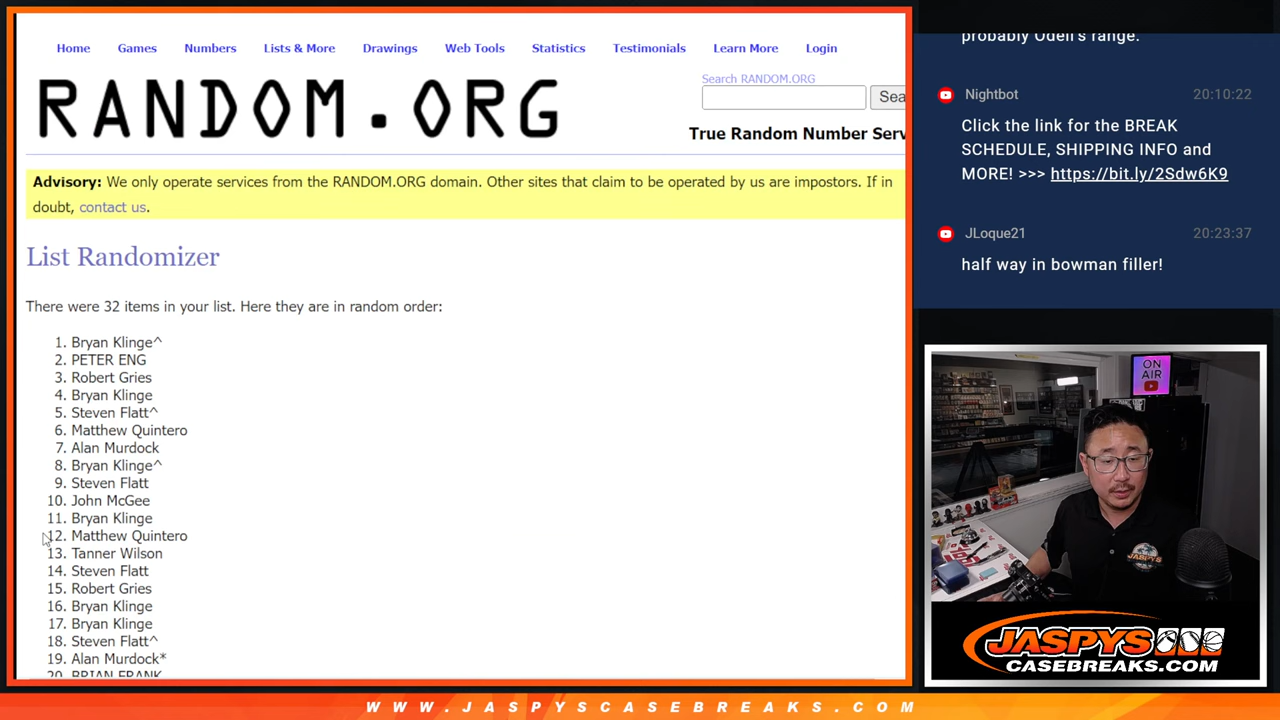 Home Games Numbers Lists & More Drawings Web Tools Statistics Testimonials Learn More Login
RANDOM.ORG
Search RANDOM.ORG
Sea
True Random Number Serv
Advisory: We only operate services from the RANDOM.ORG domain. Other sites that claim to be operated by us are impostors. If in
doubt, contact us.
List Randomizer
There were 32 items in your list. Here they are in random order:
1. Bryan Klinge^
2. PETER ENG
3. Robert Gries
4. Bryan Klinge
5. Steven Flatt^
6. Matthew Quintero
7. Alan Murdock
8. Bryan Klinge^
9. Steven Flatt
10. John McGee
11. Bryan Klinge
12. Matthew Quintero
13. Tanner Wilson
14. Steven Flatt
15. Robert Gries
16. Bryan Klinge
17. Bryan Klinge
18. Steven Flatt^
19. Alan Murdock*
20. BRIAN FRANK
probably Odell's range.
Nightbot 20:10:22
Click the link for the BREAK
SCHEDULE, SHIPPING INFO and
MORE! >>> https://bit.ly/2Sdw6K9
JLoque21 20:23:37
half way in bowman filler!
ON
AIR
JASPYS
JASPYS
CASEBREAKS.COM
WWW.JASPYSCASEBREAKS.COM